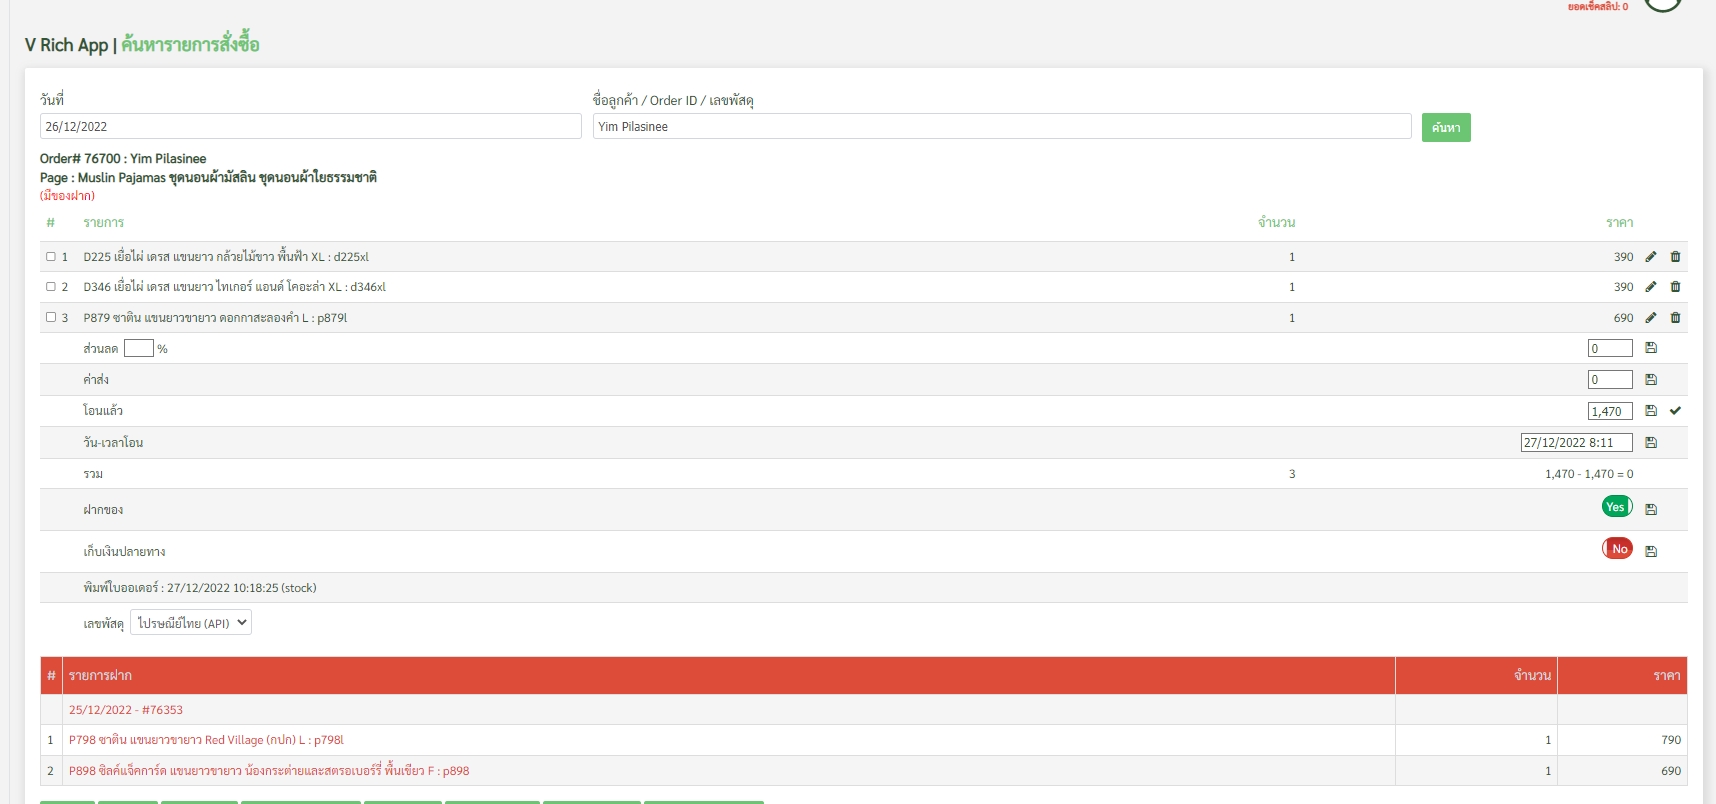 ยอดเช็คสลิป: 0
V Rich App | ค้นหารายการสั่งซื้อ
วันที่ ชื่อลูกค้า / Order ID / เลขพัสดุ
26/12/2022 Yim Pilasinee ค้นหา
Order# 76700 : Yim Pilasinee
Page : Muslin Pajamas ชุดนอนผ้ามัสลิน ชุดนอนผ้าใยธรรมชาติ
(มีของฝาก)
# รายการ จำนวน ราคา
1 D225 เยื่อไผ่ เดรส แขนยาว กล้วยไม้ขาว พื้นฟ้า XL : d225xl 1 390
2 D346 เยื่อไผ่ เดรส แขนยาว ไทเกอร์ แอนด์ โคอะล่า XL : d346xl 1 390
3 P879 ซาติน แขนยาวขายาว ดอกกาสะลองคำ L : p879l 1 690
ส่วนลด % 0
ค่าส่ง 0
โอนแล้ว 1,470
วัน-เวลาโอน 27/12/2022 8:11
รวม 3 1,470 - 1,470 = 0
ฝากของ Yes
เก็บเงินปลายทาง No
พิมพ์ใบออเดอร์ : 27/12/2022 10:18:25 (stock)
เลขพัสดุ ไปรษณีย์ไทย (API)
# รายการฝาก จำนวน ราคา
25/12/2022 - #76353
1 P798 ซาติน แขนยาวขายาว Red Village (กปก) L : p798l 1 790
2 P898 ซิลค์แจ็คการ์ด แขนยาวขายาว น้องกระต่ายและสตรอเบอร์รี่ พื้นเขียว F : p898 1 690